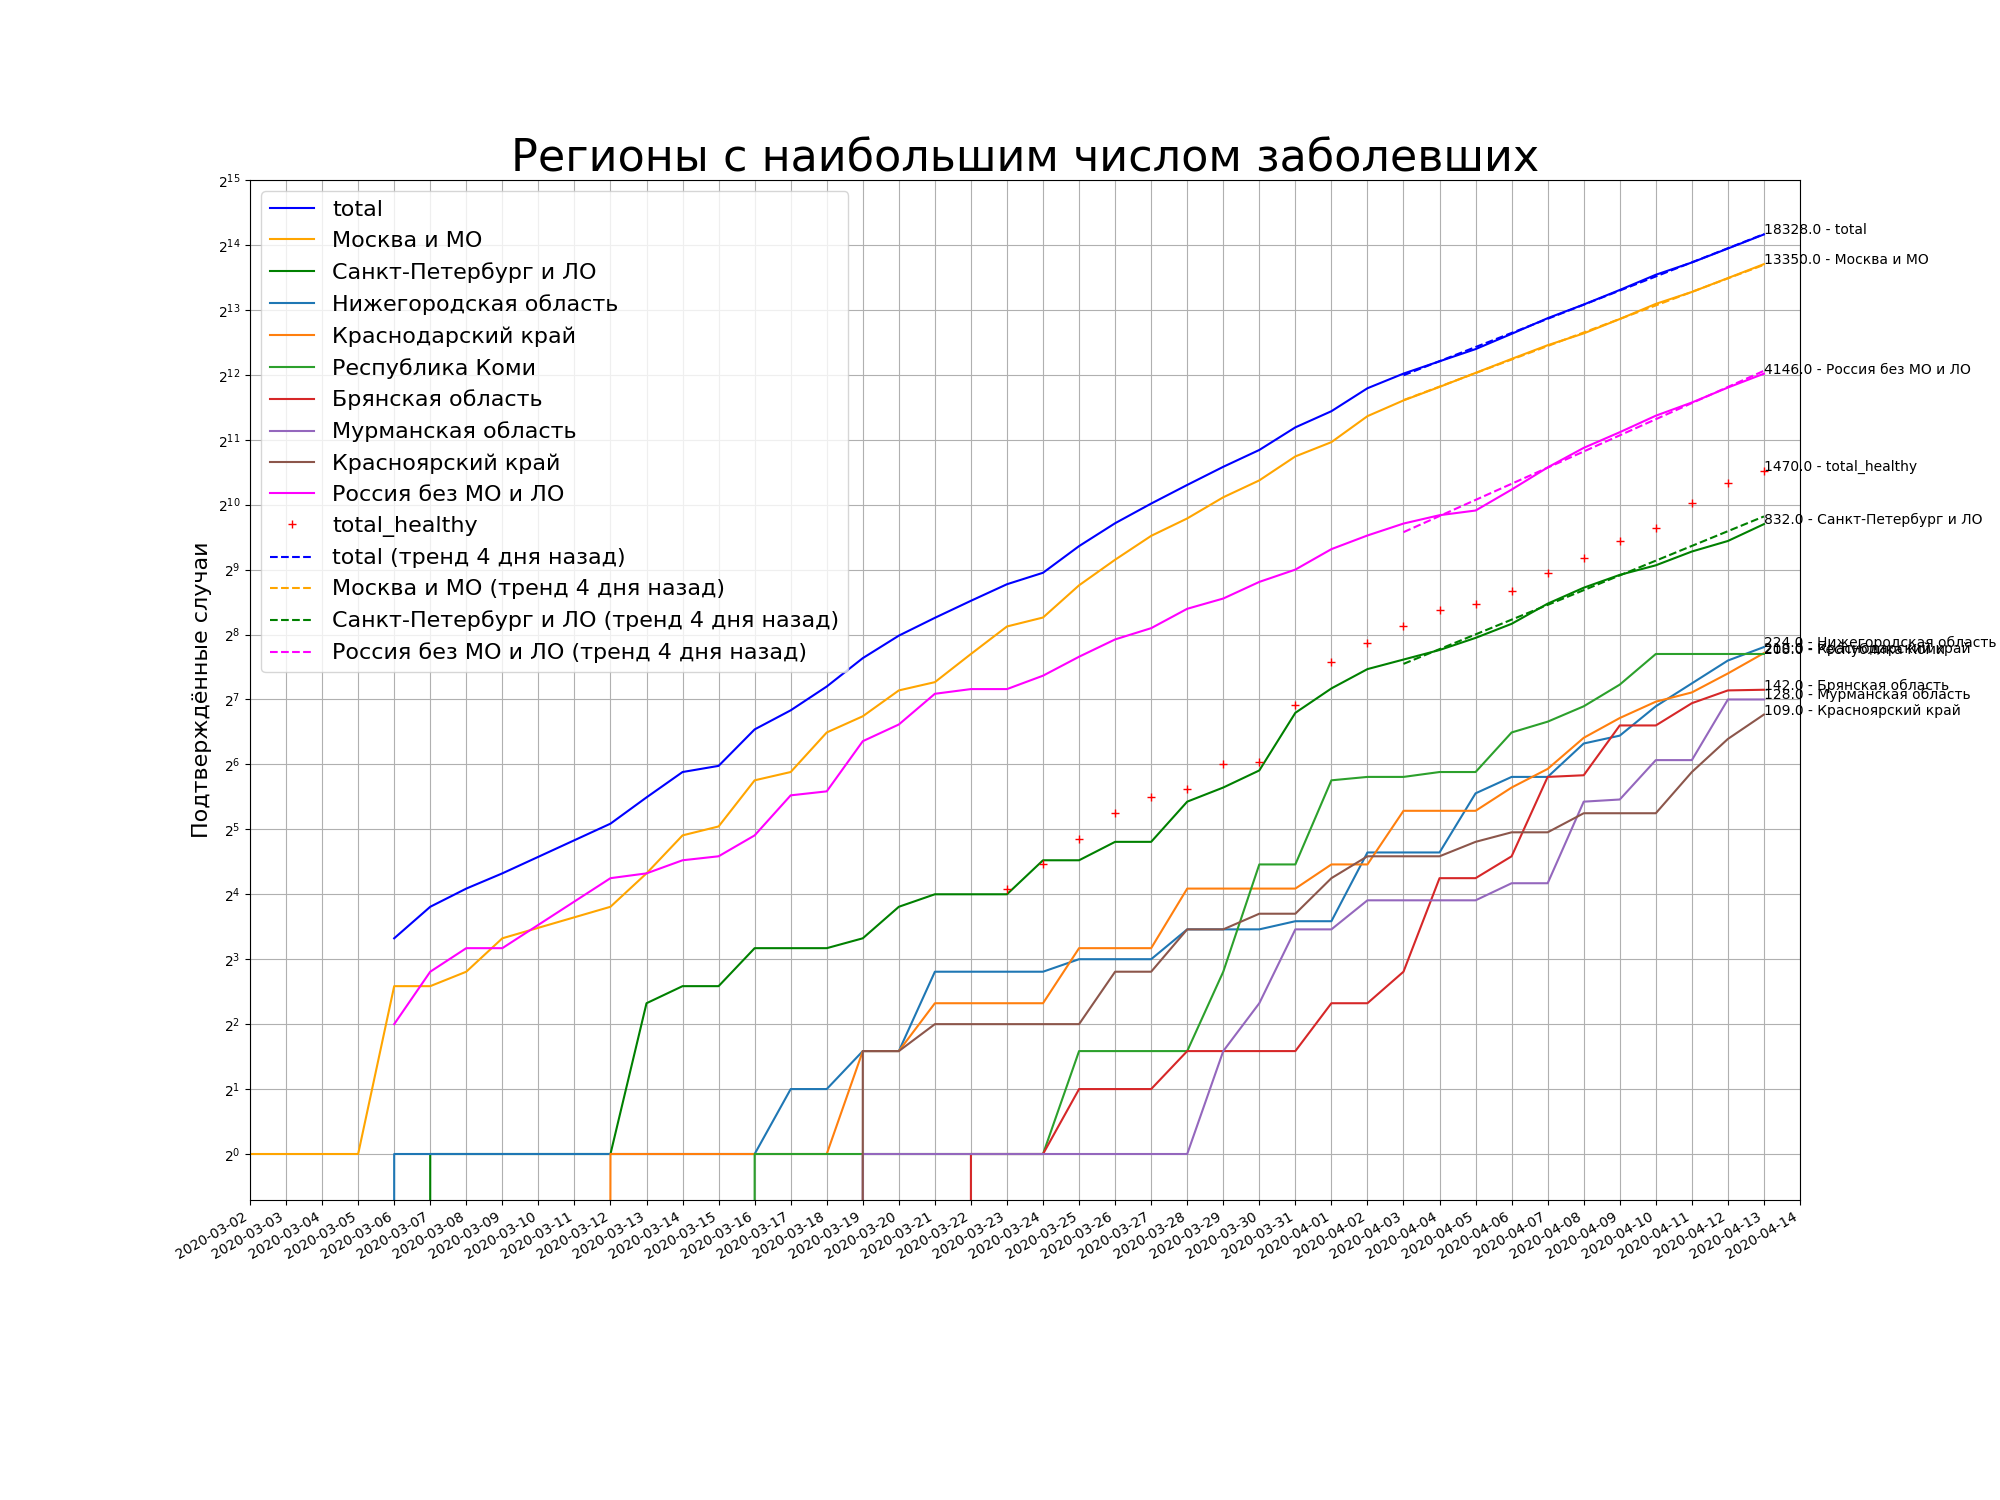 Регионы с наибольшим числом заболевших
Подтверждённые случаи
2^15
2^14
2^13
2^12
2^11
2^10
2^9
2^8
2^7
2^6
2^5
2^4
2^3
2^2
2^1
2^0
total
Москва и МО
Санкт-Петербург и ЛО
Нижегородская область
Краснодарский край
Республика Коми
Брянская область
Мурманская область
Красноярский край
Россия без МО и ЛО
total_healthy
total (тренд 4 дня назад)
Москва и МО (тренд 4 дня назад)
Санкт-Петербург и ЛО (тренд 4 дня назад)
Россия без МО и ЛО (тренд 4 дня назад)
18328.0 - total
13350.0 - Москва и МО
4146.0 - Россия без МО и ЛО
1470.0 - total_healthy
832.0 - Санкт-Петербург и ЛО
224.0 - Нижегородская область
Краснодарский край
Республика Коми
142.0 - Брянская область
128.0 - Мурманская область
109.0 - Красноярский край
2020-03-02
2020-03-03
2020-03-04
2020-03-05
2020-03-06
2020-03-07
2020-03-08
2020-03-09
2020-03-10
2020-03-11
2020-03-12
2020-03-13
2020-03-14
2020-03-15
2020-03-16
2020-03-17
2020-03-18
2020-03-19
2020-03-20
2020-03-21
2020-03-22
2020-03-23
2020-03-24
2020-03-25
2020-03-26
2020-03-27
2020-03-28
2020-03-29
2020-03-30
2020-03-31
2020-04-01
2020-04-02
2020-04-03
2020-04-04
2020-04-05
2020-04-06
2020-04-07
2020-04-08
2020-04-09
2020-04-10
2020-04-11
2020-04-12
2020-04-13
2020-04-14